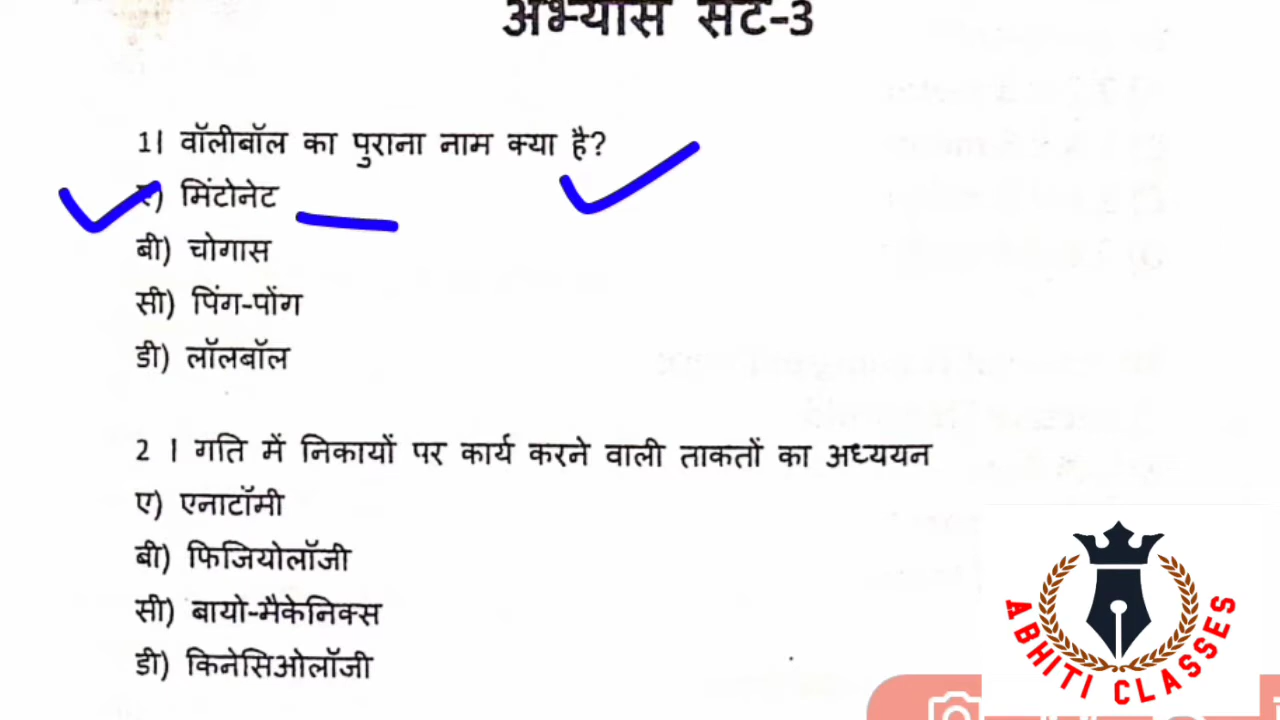 अभ्यास सेट-3
1। वॉलीबॉल का पुराना नाम क्या है?
ए) मिंटोनेट
बी) चोगास
सी) पिंग-पोंग
डी) लॉलबॉल
2 । गति में निकायों पर कार्य करने वाली ताकतों का अध्ययन
ए) एनाटॉमी
बी) फिजियोलॉजी
सी) बायो-मैकेनिक्स
डी) किनेसिओलॉजी
ABHITI CLASSES